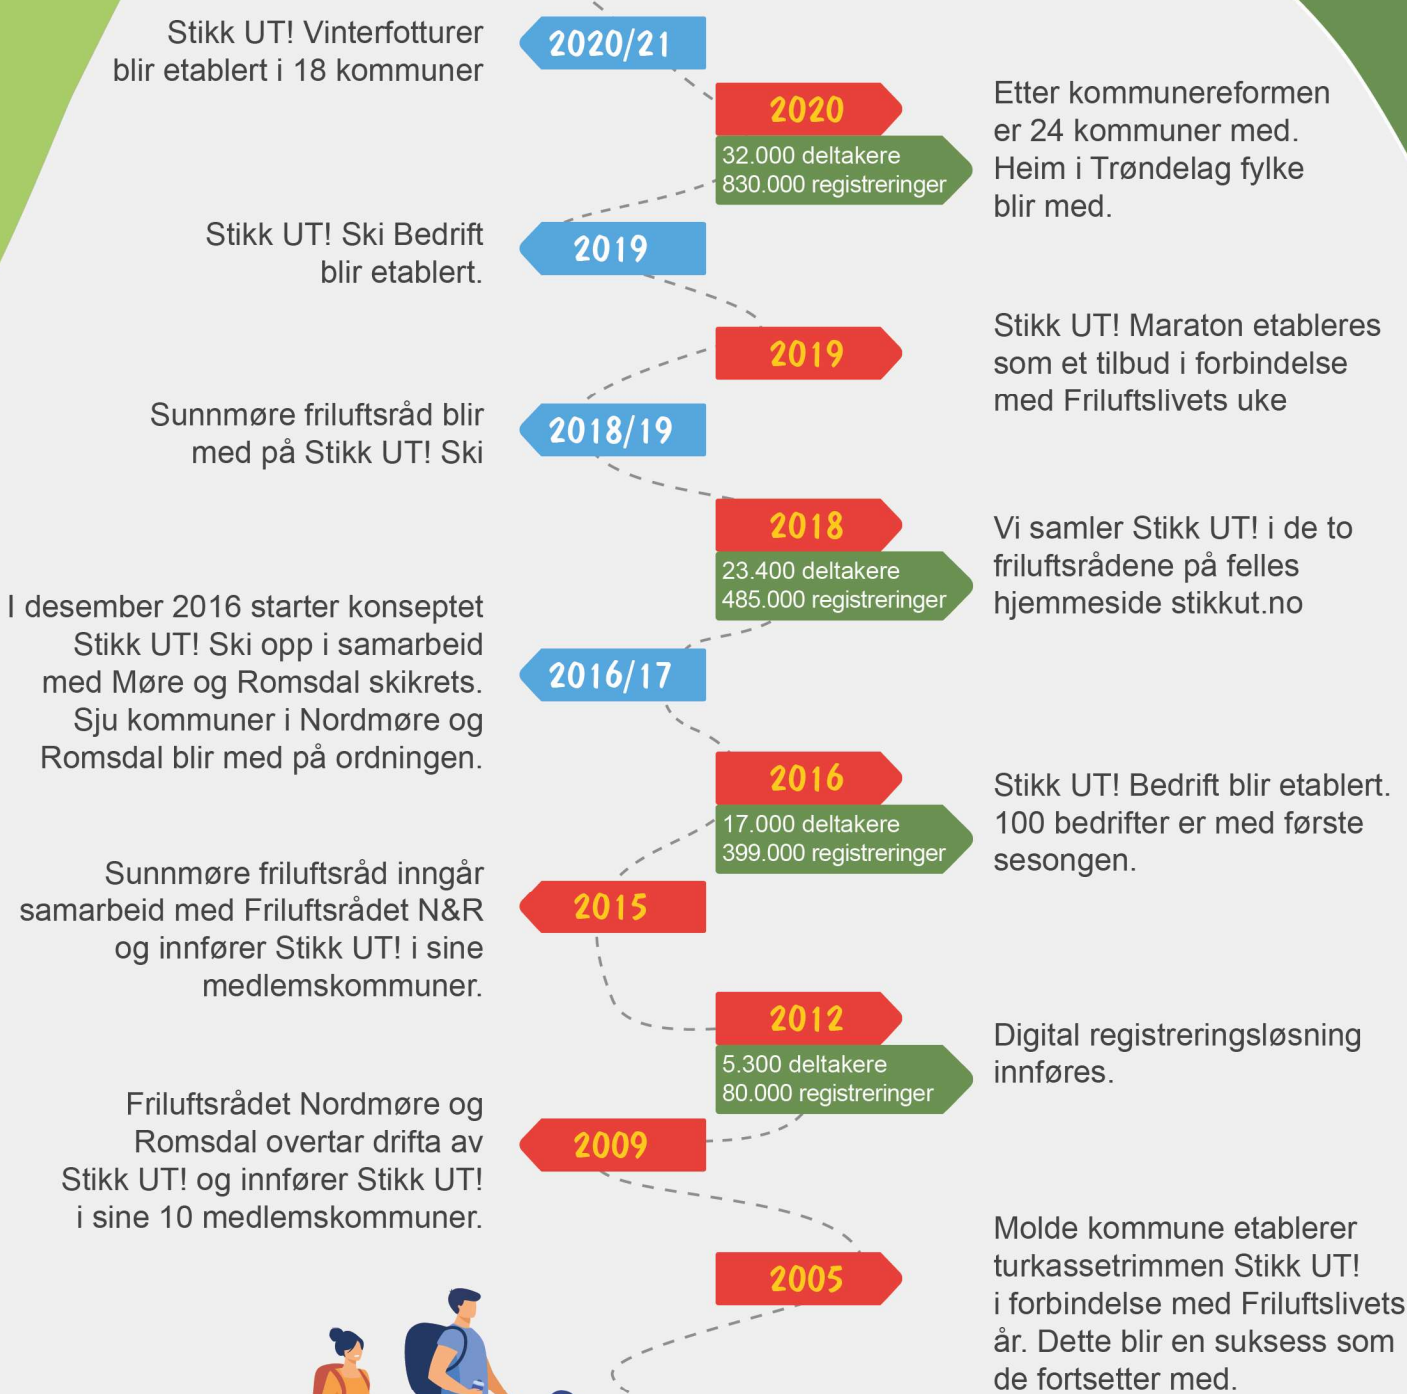 Stikk UT! Vinterfotturer
blir etablert i 18 kommuner
2020/21
2020
32.000 deltakere
830.000 registreringer
Etter kommunereformen
er 24 kommuner med.
Heim i Trøndelag fylke
blir med.
Stikk UT! Ski Bedrift
blir etablert.
2019
2019
Stikk UT! Maraton etableres
som et tilbud i forbindelse
med Friluftslivets uke
Sunnmøre friluftsråd blir
med på Stikk UT! Ski
2018/19
2018
23.400 deltakere
485.000 registreringer
Vi samler Stikk UT! i de to
friluftsrådene på felles
hjemmeside stikkut.no
I desember 2016 starter konseptet
Stikk UT! Ski opp i samarbeid
med Møre og Romsdal skikrets.
Sju kommuner i Nordmøre og
Romsdal blir med på ordningen.
2016/17
2016
17.000 deltakere
399.000 registreringer
Stikk UT! Bedrift blir etablert.
100 bedrifter er med første
sesongen.
Sunnmøre friluftsråd inngår
samarbeid med Friluftsrådet N&R
og innfører Stikk UT! i sine
medlemskommuner.
2015
2012
5.300 deltakere
80.000 registreringer
Digital registreringsløsning
innføres.
Friluftsrådet Nordmøre og
Romsdal overtar drifta av
Stikk UT! og innfører Stikk UT!
i sine 10 medlemskommuner.
2009
2005
Molde kommune etablerer
turkassetrimmen Stikk UT!
i forbindelse med Friluftslivets
år. Dette blir en suksess som
de fortsetter med.